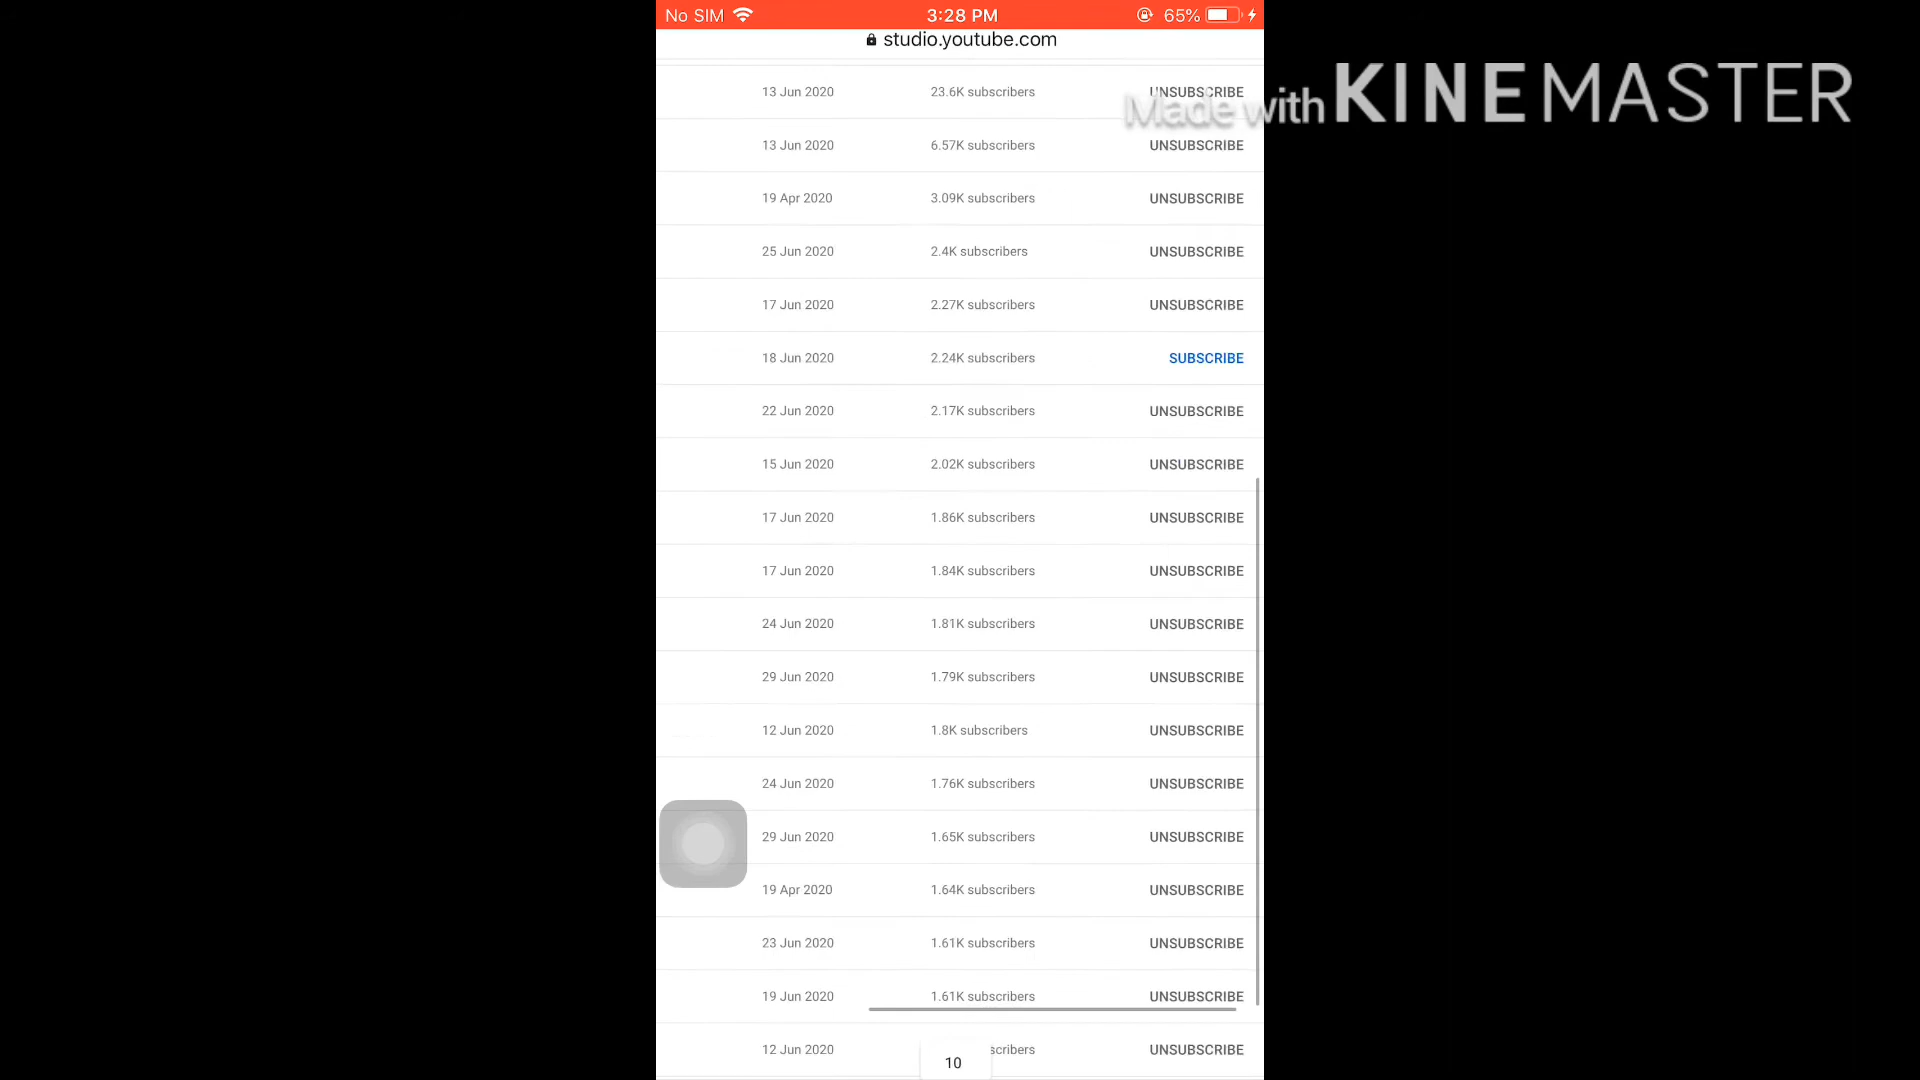 No SIM 3:28 PM 65%
studio.youtube.com
Made with KINEMASTER
13 Jun 2020 23.6K subscribers UNSUBSCRIBE
13 Jun 2020 6.57K subscribers UNSUBSCRIBE
19 Apr 2020 3.09K subscribers UNSUBSCRIBE
25 Jun 2020 2.4K subscribers UNSUBSCRIBE
17 Jun 2020 2.27K subscribers UNSUBSCRIBE
18 Jun 2020 2.24K subscribers SUBSCRIBE
22 Jun 2020 2.17K subscribers UNSUBSCRIBE
15 Jun 2020 2.02K subscribers UNSUBSCRIBE
17 Jun 2020 1.86K subscribers UNSUBSCRIBE
17 Jun 2020 1.84K subscribers UNSUBSCRIBE
24 Jun 2020 1.81K subscribers UNSUBSCRIBE
29 Jun 2020 1.79K subscribers UNSUBSCRIBE
12 Jun 2020 1.8K subscribers UNSUBSCRIBE
24 Jun 2020 1.76K subscribers UNSUBSCRIBE
29 Jun 2020 1.65K subscribers UNSUBSCRIBE
19 Apr 2020 1.64K subscribers UNSUBSCRIBE
23 Jun 2020 1.61K subscribers UNSUBSCRIBE
19 Jun 2020 1.61K subscribers UNSUBSCRIBE
12 Jun 2020 scribers UNSUBSCRIBE
10